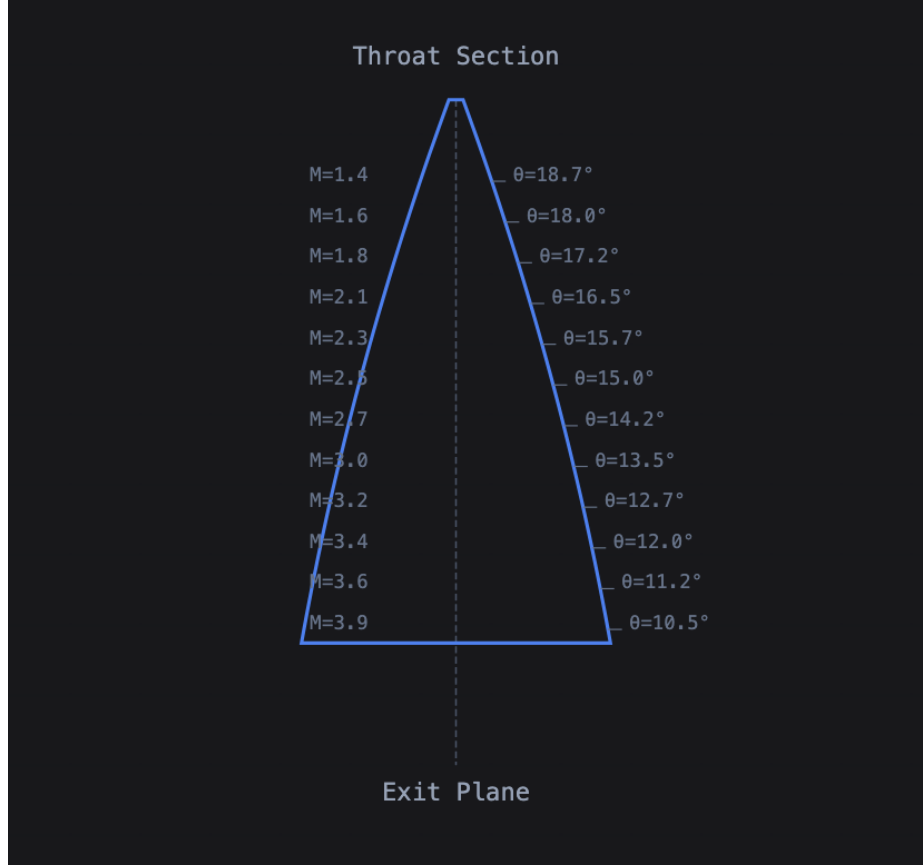 Throat Section
M=1.4 θ=18.7°
M=1.6 θ=18.0°
M=1.8 θ=17.2°
M=2.1 θ=16.5°
M=2.3 θ=15.7°
M=2.5 θ=15.0°
M=2.7 θ=14.2°
M=3.0 θ=13.5°
M=3.2 θ=12.7°
M=3.4 θ=12.0°
M=3.6 θ=11.2°
M=3.9 θ=10.5°
Exit Plane